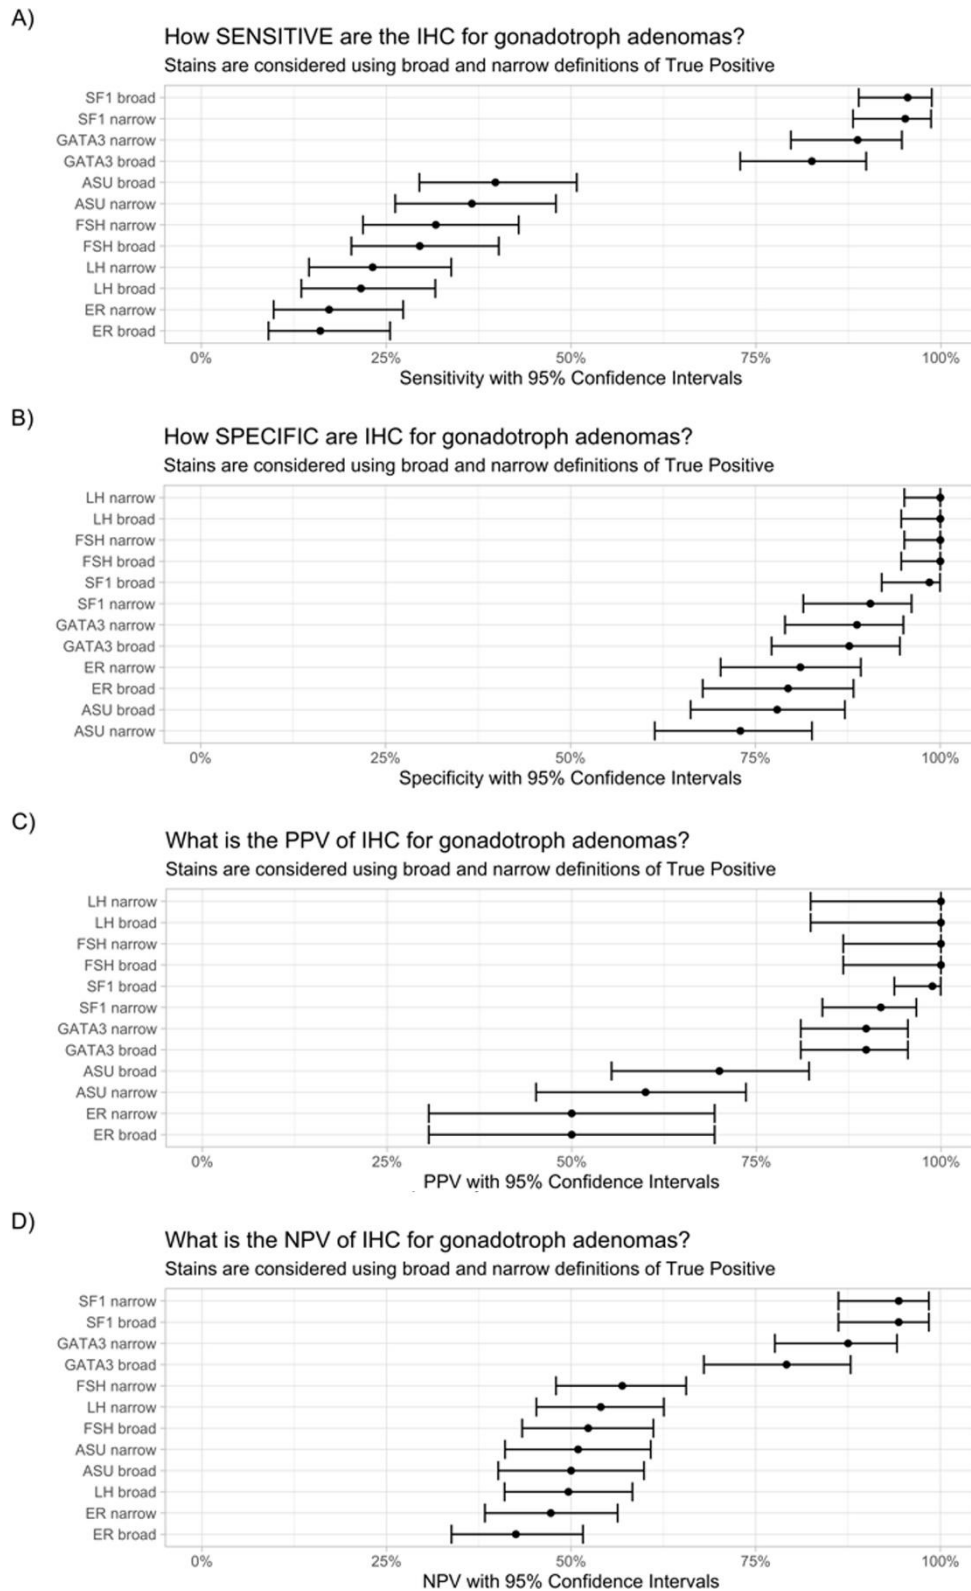 A)
How SENSITIVE are the IHC for gonadotroph adenomas?
Stains are considered using broad and narrow definitions of True Positive
SF1 broad
SF1 narrow
GATA3 narrow
GATA3 broad
ASU broad
ASU narrow
FSH narrow
FSH broad
LH narrow
LH broad
ER narrow
ER broad
0% 25% 50% 75% 100%
Sensitivity with 95% Confidence Intervals
B)
How SPECIFIC are IHC for gonadotroph adenomas?
Stains are considered using broad and narrow definitions of True Positive
LH narrow
LH broad
FSH narrow
FSH broad
SF1 broad
SF1 narrow
GATA3 narrow
GATA3 broad
ER narrow
ER broad
ASU broad
ASU narrow
0% 25% 50% 75% 100%
Specificity with 95% Confidence Intervals
C)
What is the PPV of IHC for gonadotroph adenomas?
Stains are considered using broad and narrow definitions of True Positive
LH narrow
LH broad
FSH narrow
FSH broad
SF1 broad
SF1 narrow
GATA3 narrow
GATA3 broad
ASU broad
ASU narrow
ER narrow
ER broad
0% 25% 50% 75% 100%
PPV with 95% Confidence Intervals
D)
What is the NPV of IHC for gonadotroph adenomas?
Stains are considered using broad and narrow definitions of True Positive
SF1 narrow
SF1 broad
GATA3 narrow
GATA3 broad
FSH narrow
LH narrow
FSH broad
ASU narrow
ASU broad
LH broad
ER narrow
ER broad
0% 25% 50% 75% 100%
NPV with 95% Confidence Intervals